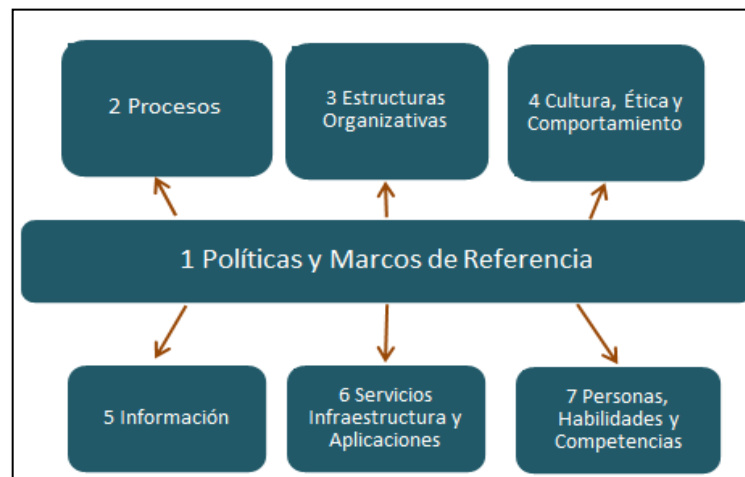 2 Procesos
3 Estructuras
Organizativas
4 Cultura, Ética y
Comportamiento
1 Políticas y Marcos de Referencia
5 Información
6 Servicios
Infraestructura y
Aplicaciones
7 Personas,
Habilidades y
Competencias